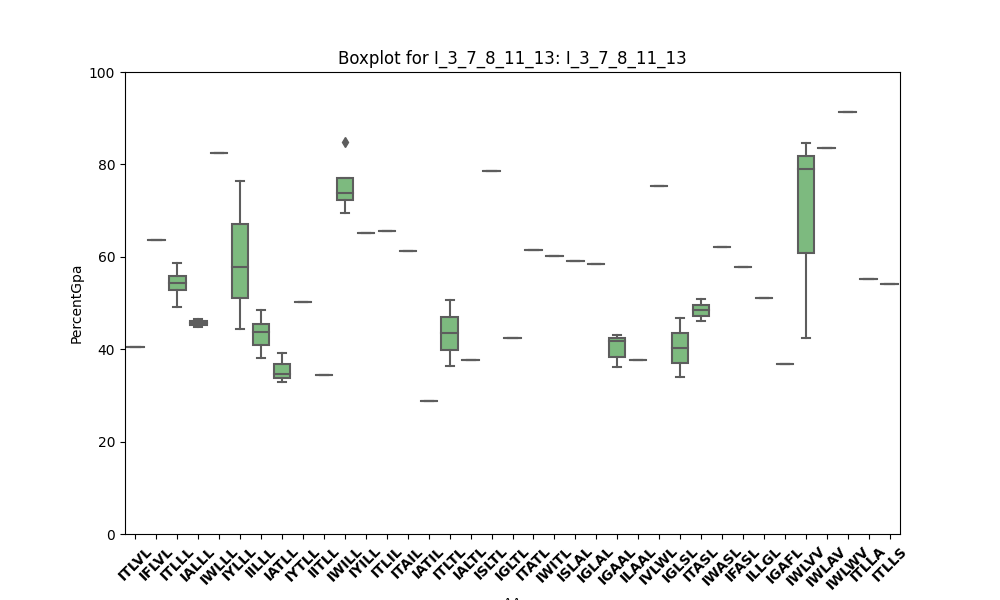 Boxplot for I_3_7_8_11_13: I_3_7_8_11_13
100
80
60
40
20
0
PercentGpa
ITLVL
IFLVL
ITLLL
IALLL
IWLLL
IYLLL
IILLL
IATLL
IYTLL
IITLL
IWILL
IYILL
ITLIL
ITAIL
IATIL
ITLTL
IALTL
ISLTL
IGLTL
ITATL
IWITL
ISLAL
IGLAL
IGAAL
ILAAL
IVLWL
IGLSL
ITASL
IWASL
IFASL
ILLGL
IGAFL
IWLVV
IWLAV
IWLWV
ITLLA
ITLLS